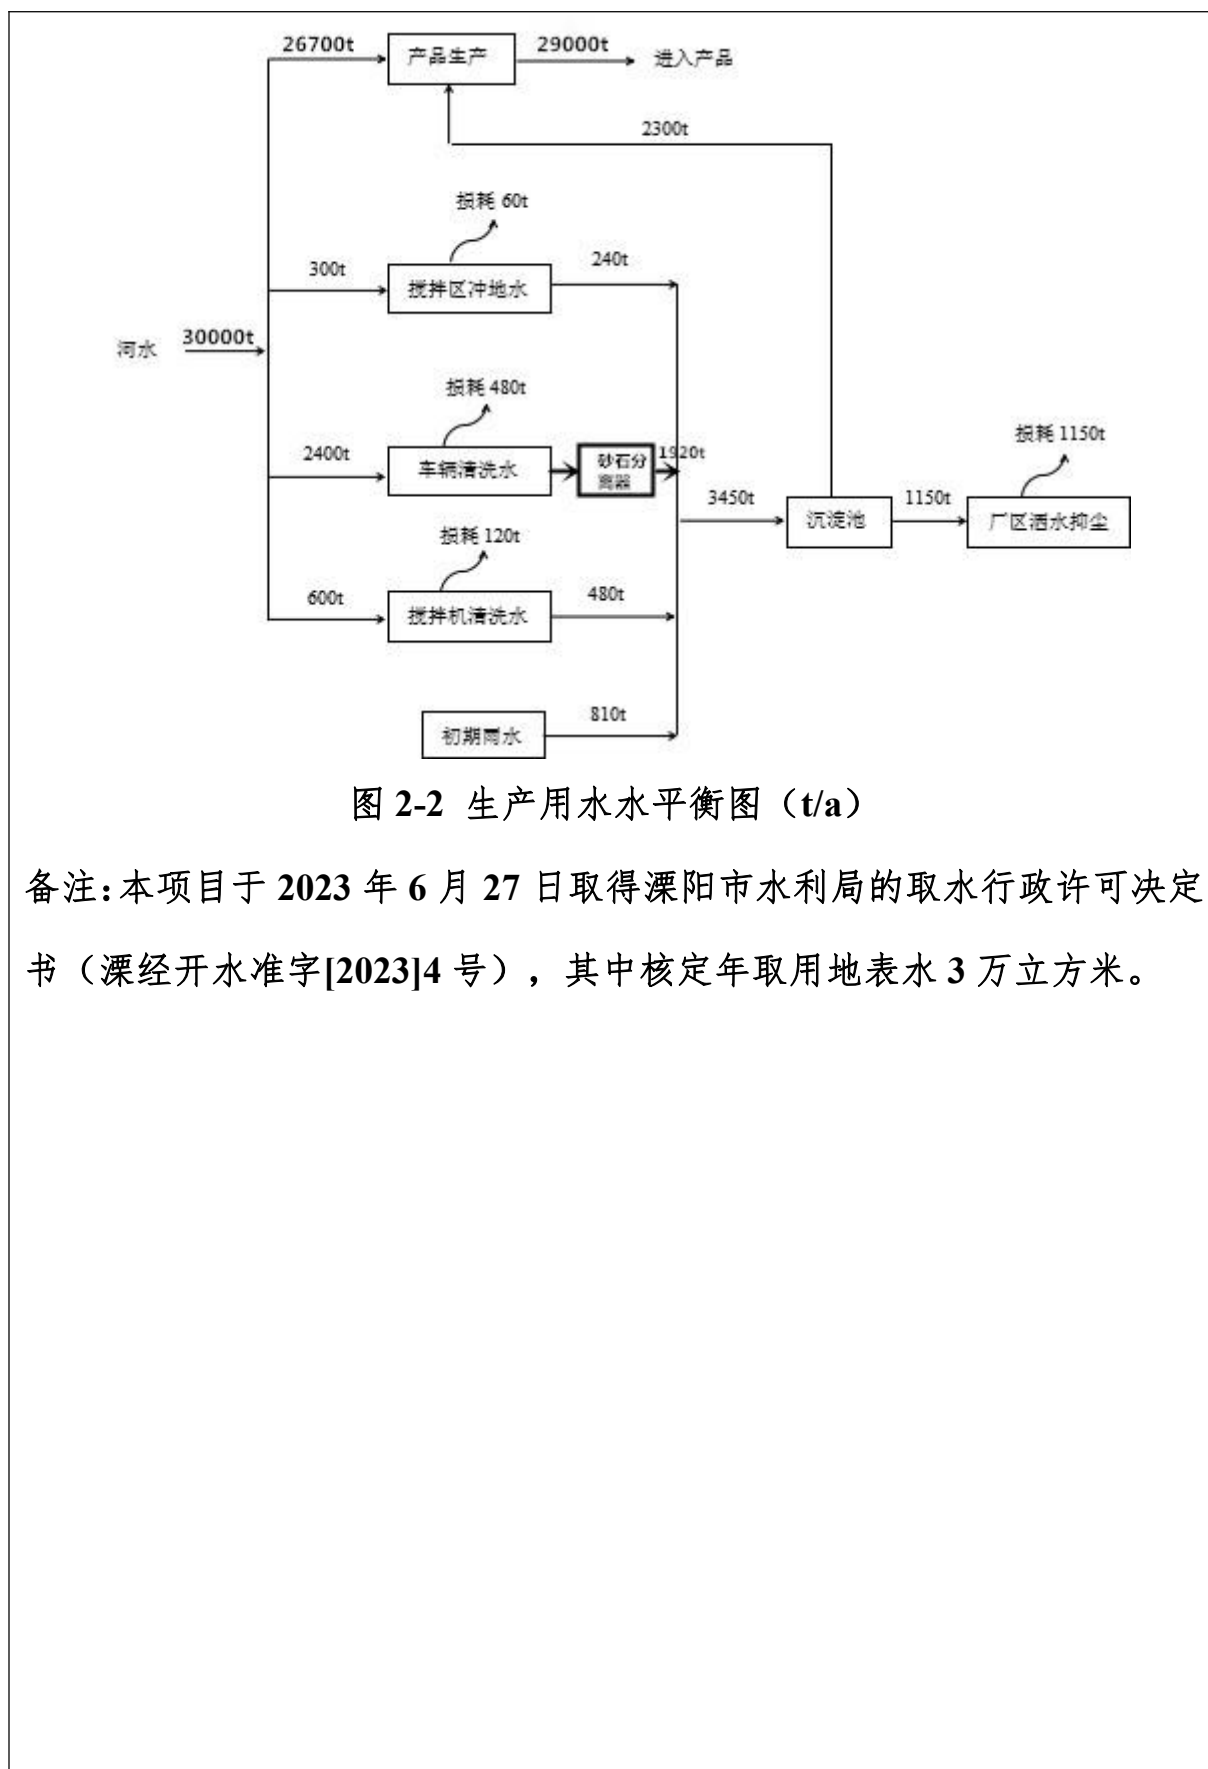 26700t
产品生产
29000t
进入产品
2300t
损耗 60t
300t
搅拌区冲地水
240t
河水
30000t
损耗 480t
2400t
车辆清洗水
砂石分
离器
1920t
损耗 1150t
3450t
沉淀池
1150t
厂区洒水抑尘
损耗 120t
600t
搅拌机清洗水
480t
初期雨水
810t
图 2-2 生产用水水平衡图（t/a）
备注：本项目于 2023 年 6 月 27 日取得溧阳市水利局的取水行政许可决定
书（溧经开水准字[2023]4 号），其中核定年取用地表水 3 万立方米。